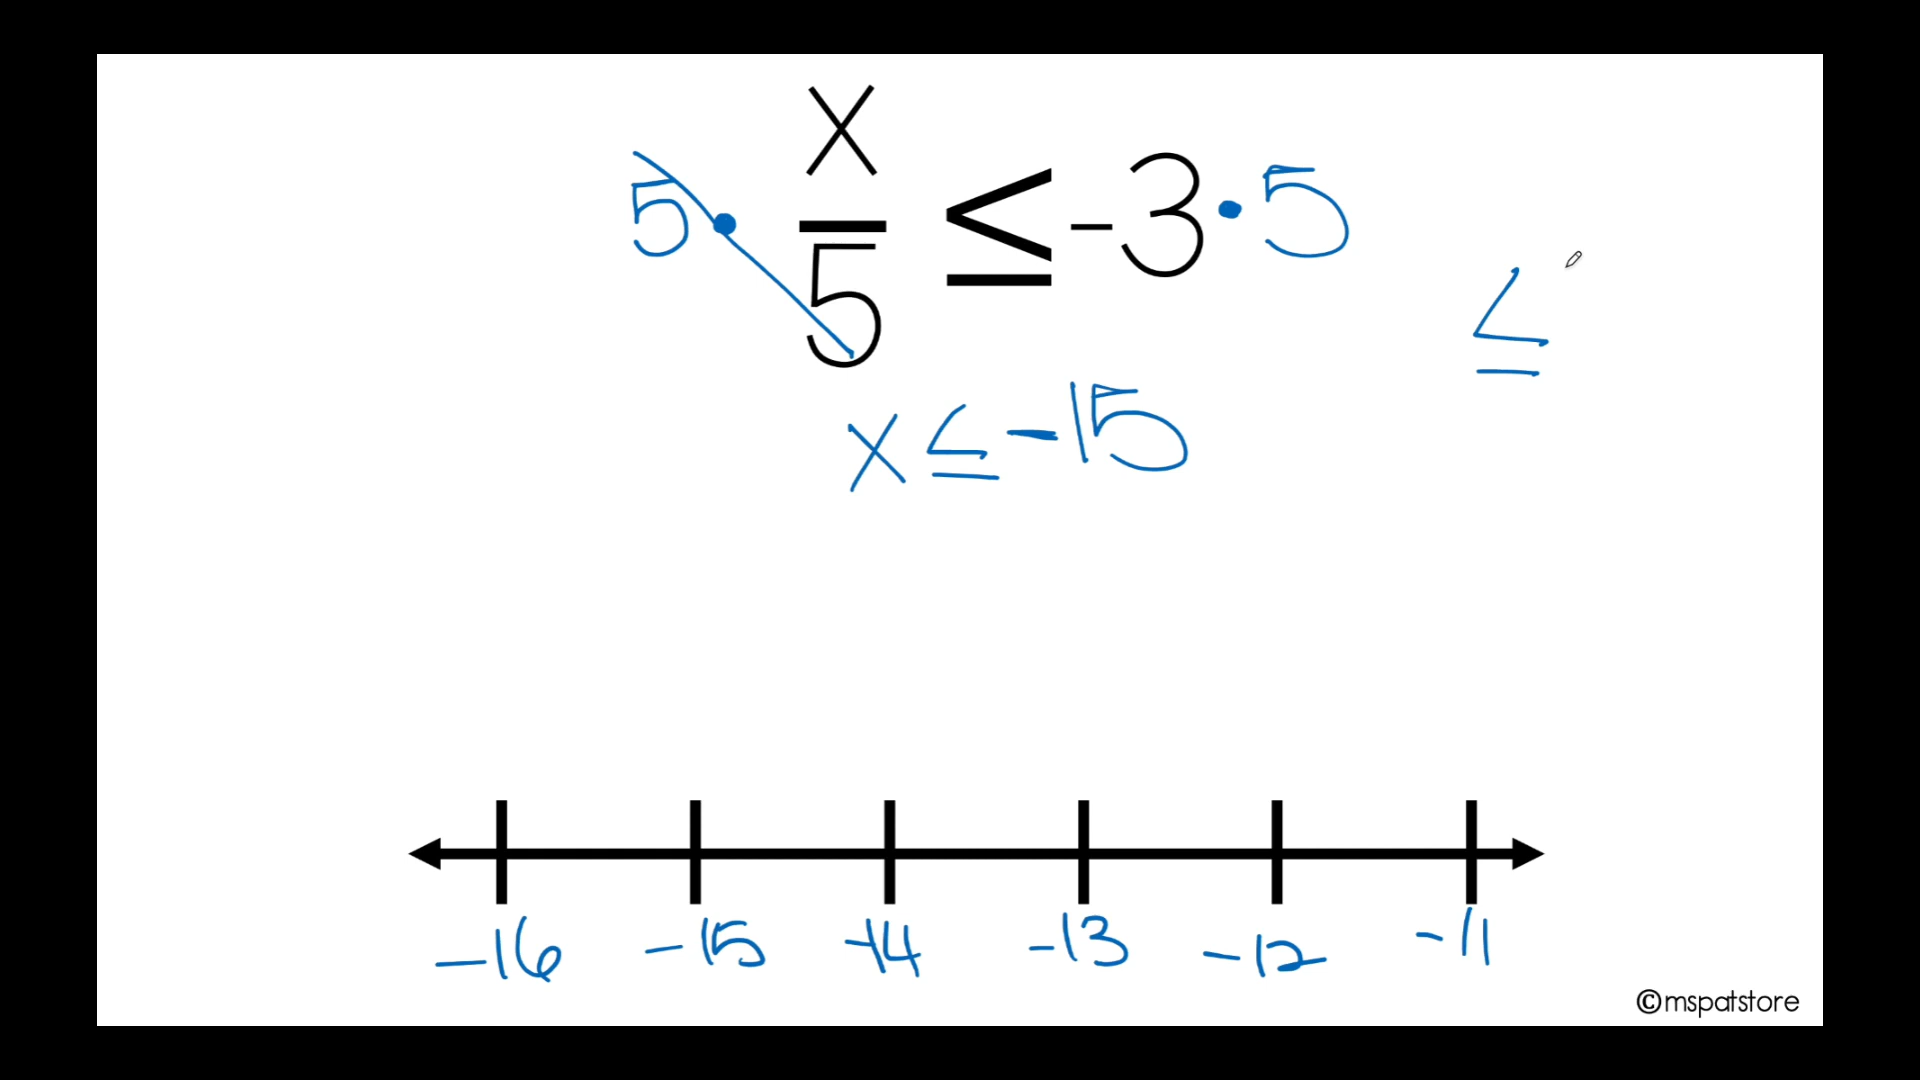 5 • x/5 ≤ -3 • 5
≤
x ≤ -15
-16 -15 -14 -13 -12 -11
©mspatstore